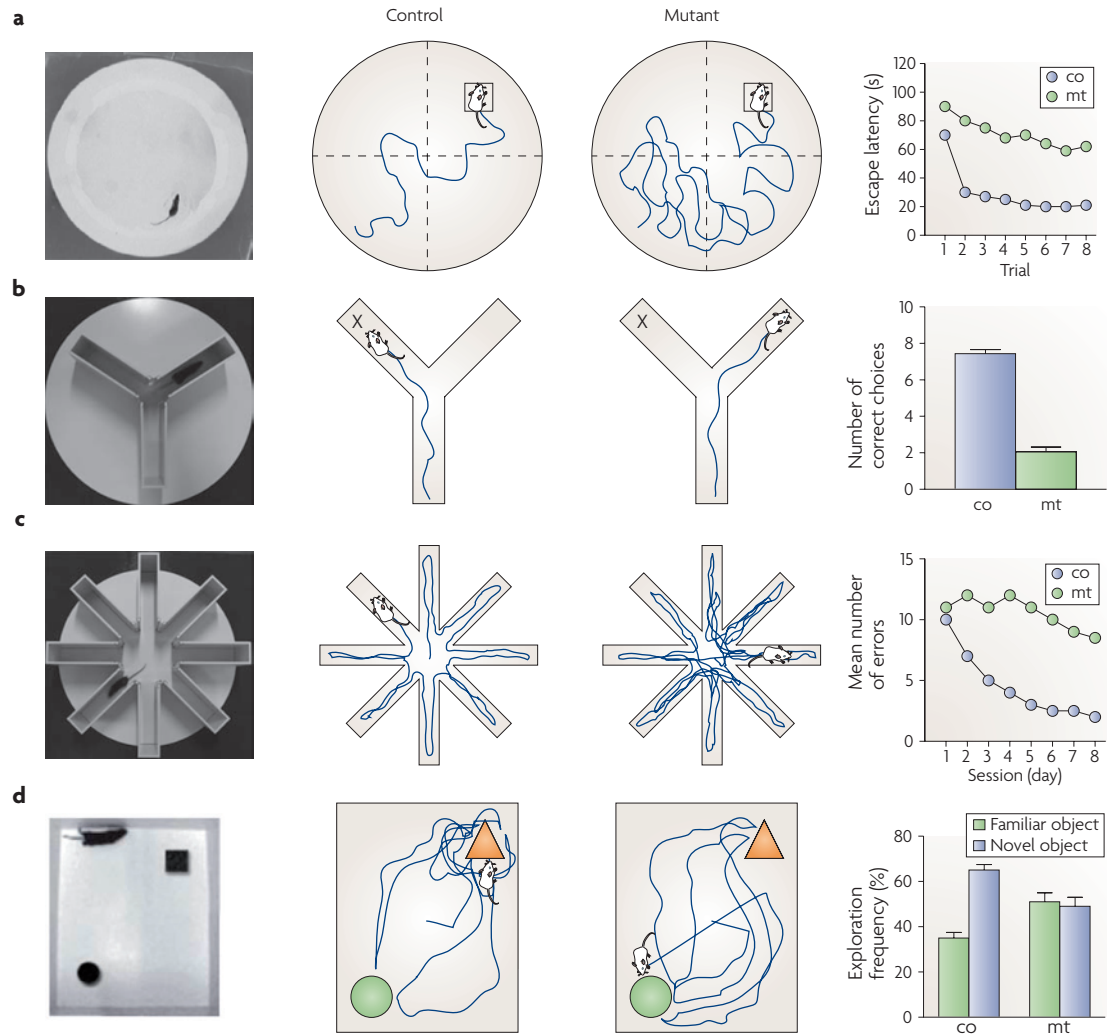 Control
Mutant
a
Escape latency (s)
120
100
80
60
40
20
0
co
mt
1 2 3 4 5 6 7 8
Trial
b
X
X
Number of
correct choices
10
8
6
4
2
0
co mt
c
Mean number
of errors
15
10
5
0
co
mt
1 2 3 4 5 6 7 8
Session (day)
d
Familiar object
Novel object
Exploration
frequency (%)
80
60
40
20
0
co mt